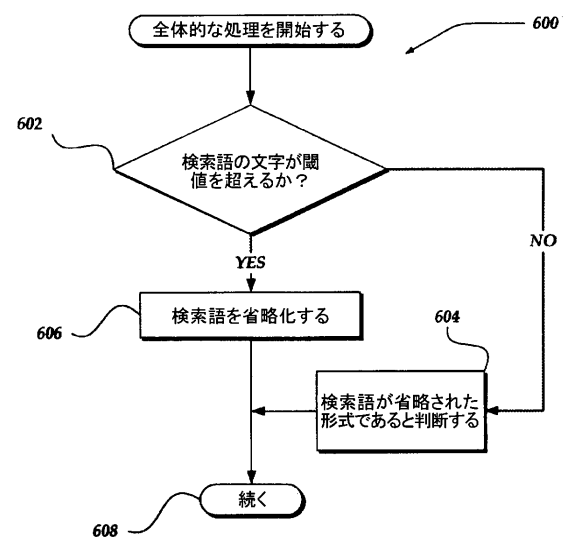 全体的な処理を開始する
600
602
検索語の文字が閾
値を超えるか？
NO
YES
検索語を省略化する
606
604
検索語が省略された
形式であると判断する
続く
608